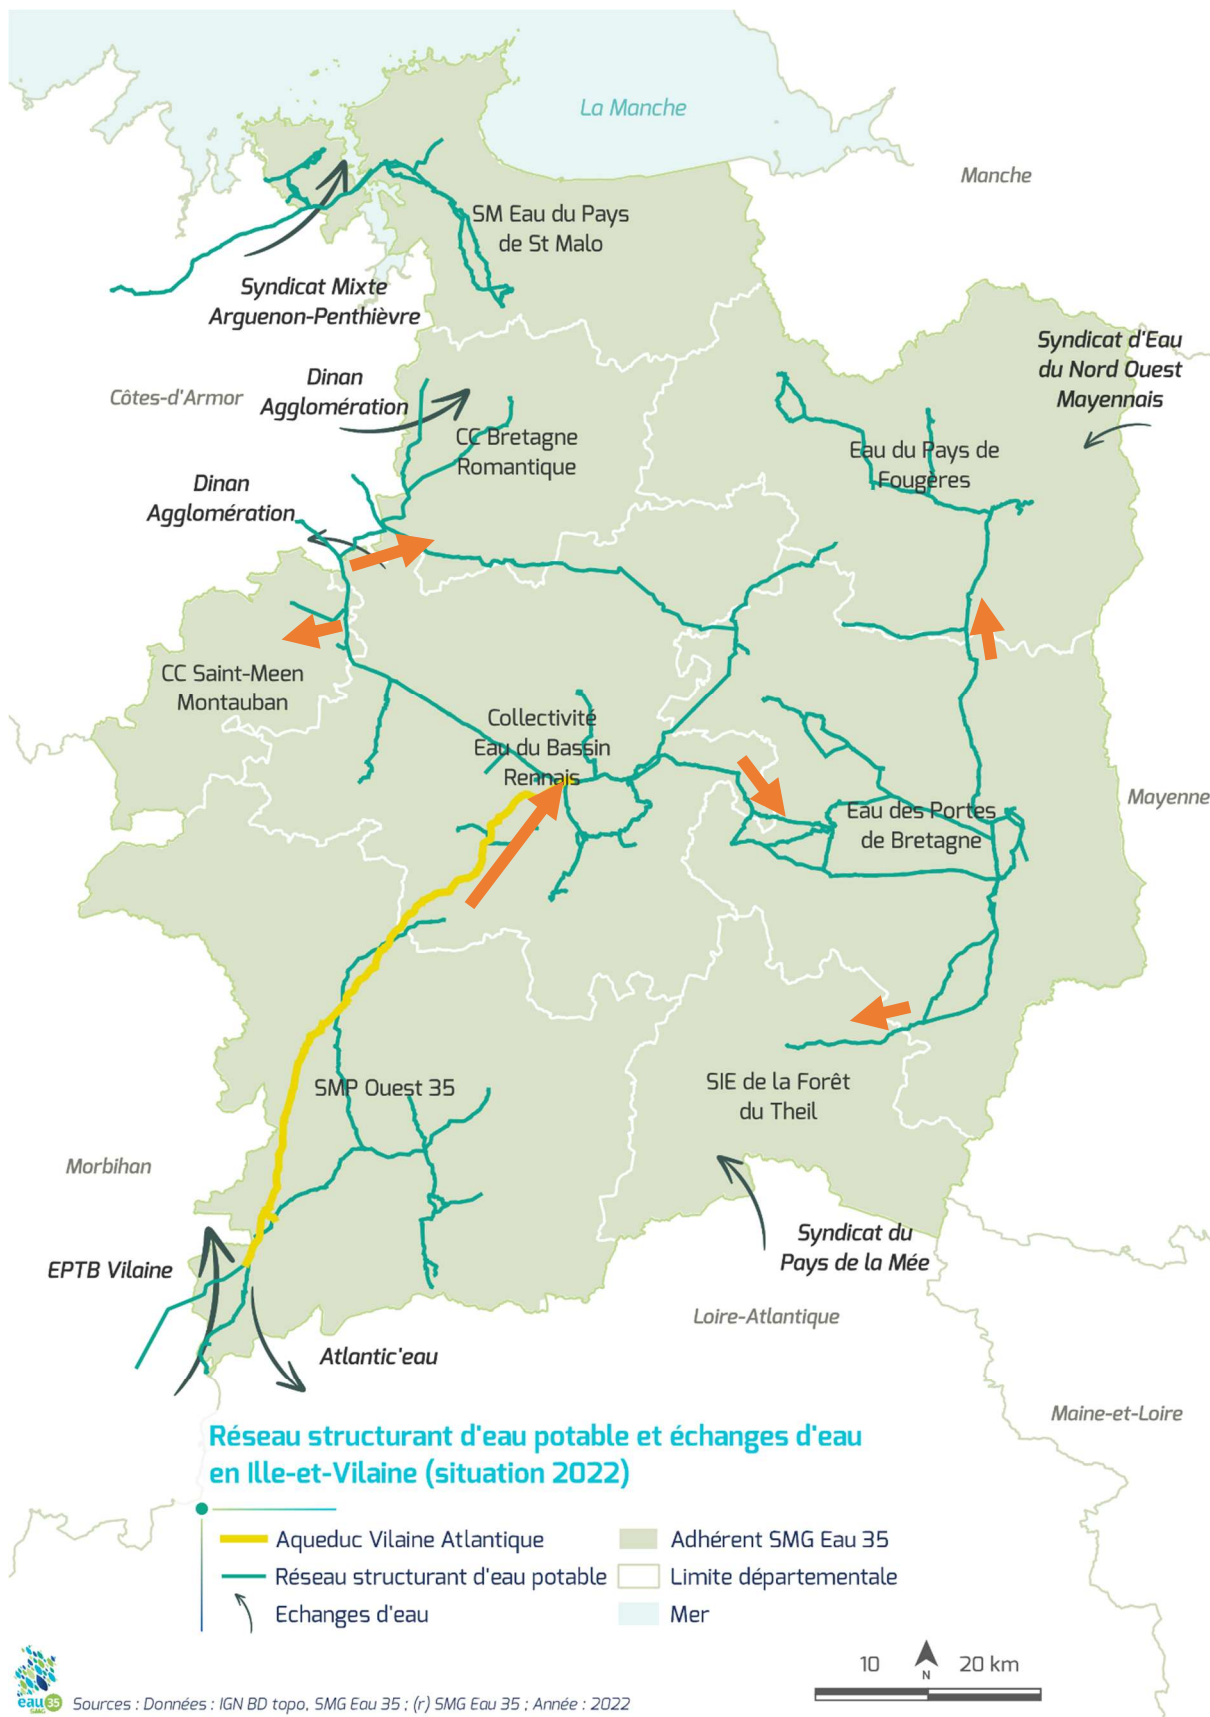 La Manche
Manche
SM Eau du Pays
de St Malo
Syndicat Mixte
Arguenon-Penthièvre
Syndicat d'Eau
du Nord Ouest
Mayennais
Côtes-d'Armor
Dinan
Agglomération
CC Bretagne
Romantique
Eau du Pays de
Fougères
Dinan
Agglomération
CC Saint-Meen
Montauban
Collectivité
Eau du Bassin
Rennais
Mayenne
Eau des Portes
de Bretagne
SMP Ouest 35
SIE de la Forêt
du Theil
Morbihan
EPTB Vilaine
Syndicat du
Pays de la Mée
Loire-Atlantique
Atlantic'eau
Maine-et-Loire
Réseau structurant d'eau potable et échanges d'eau
en Ille-et-Vilaine (situation 2022)
Aqueduc Vilaine Atlantique
Réseau structurant d'eau potable
Echanges d'eau
Adhérent SMG Eau 35
Limite départementale
Mer
10 N 20 km
eau 35
SMG
Sources : Données : IGN BD topo, SMG Eau 35 ; (r) SMG Eau 35 ; Année : 2022